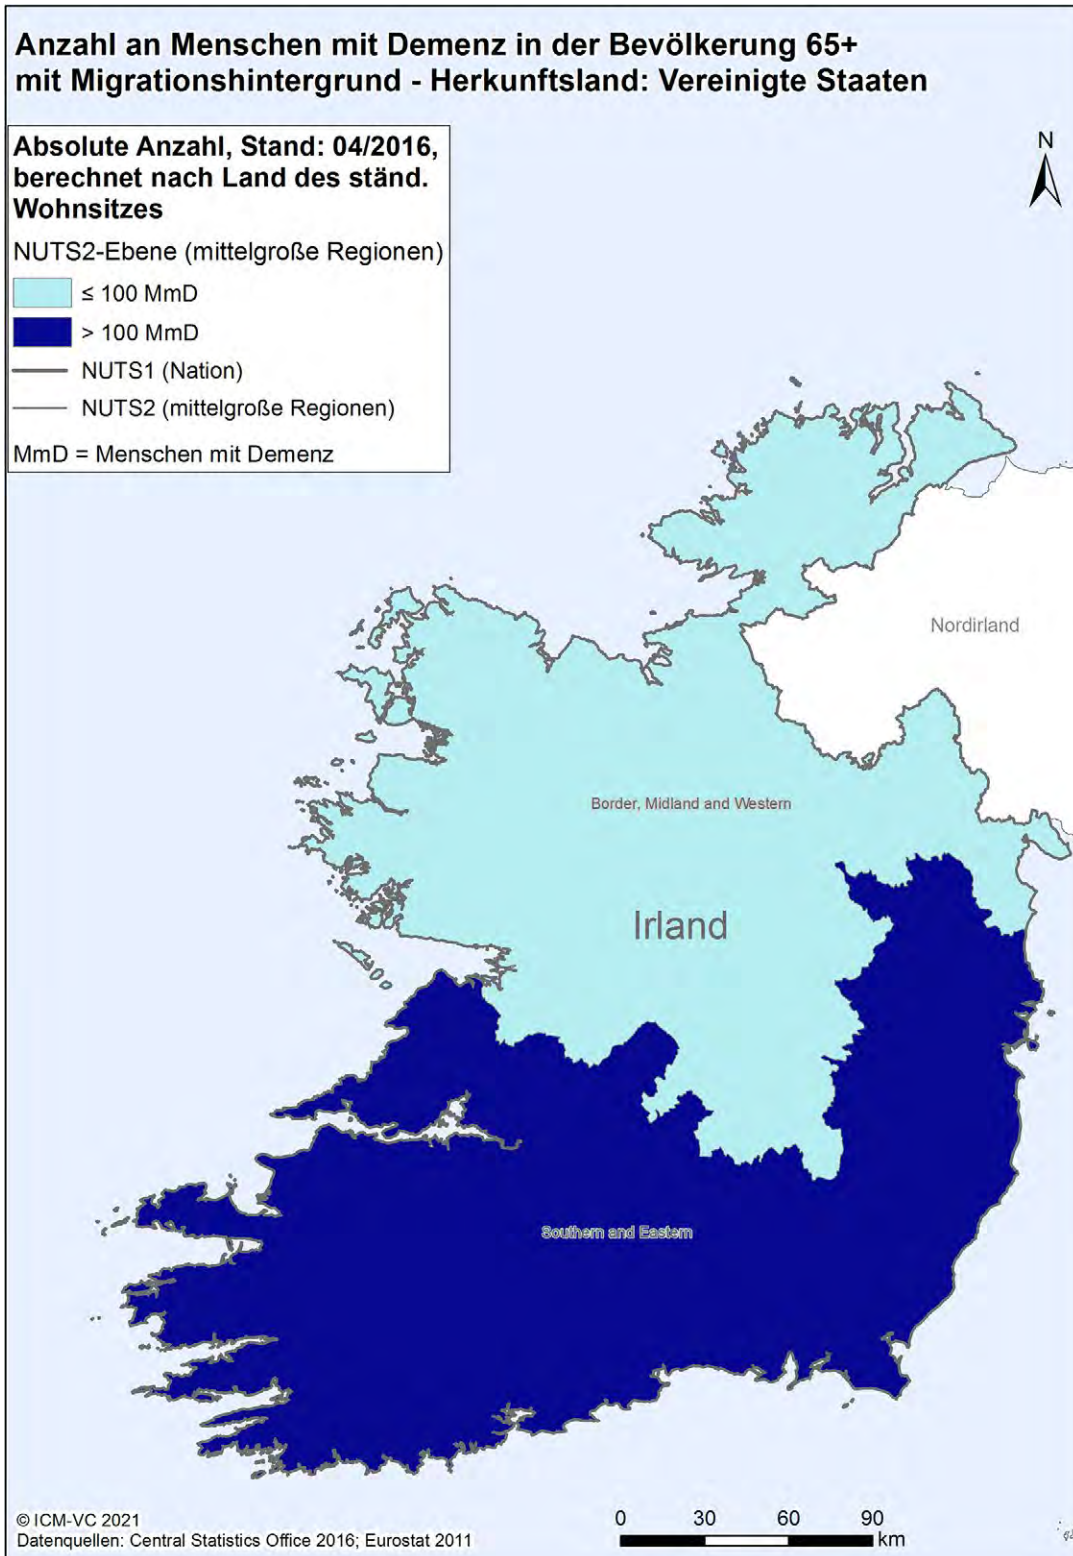 Anzahl an Menschen mit Demenz in der Bevölkerung 65+
mit Migrationshintergrund - Herkunftsland: Vereinigte Staaten
Absolute Anzahl, Stand: 04/2016,
berechnet nach Land des ständ.
Wohnsitzes
NUTS2-Ebene (mittelgroße Regionen)
≤ 100 MmD
> 100 MmD
NUTS1 (Nation)
NUTS2 (mittelgroße Regionen)
MmD = Menschen mit Demenz
N
Nordirland
Border, Midland and Western
Irland
Southern and Eastern
© ICM-VC 2021
Datenquellen: Central Statistics Office 2016; Eurostat 2011
0 30 60 90
km